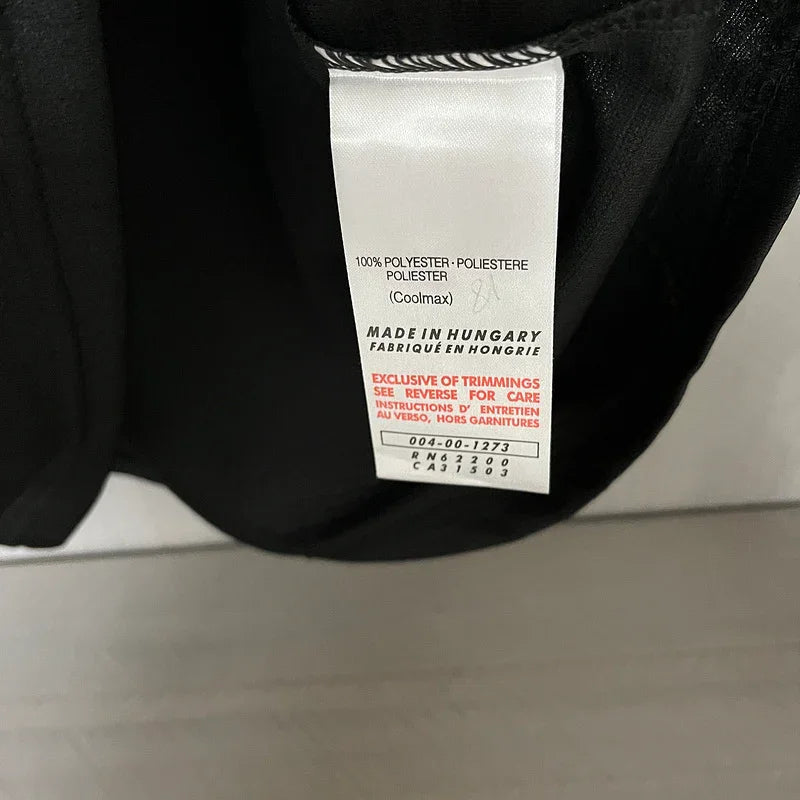 100% POLYESTER · POLIESTERE
POLIESTER
(Coolmax)
MADE IN HUNGARY
FABRIQUÉ EN HONGRIE
EXCLUSIVE OF TRIMMINGS
SEE REVERSE FOR CARE
INSTRUCTIONS D' ENTRETIEN
AU VERSO, HORS GARNITURES
004-00-1273
RN62200
CA31503